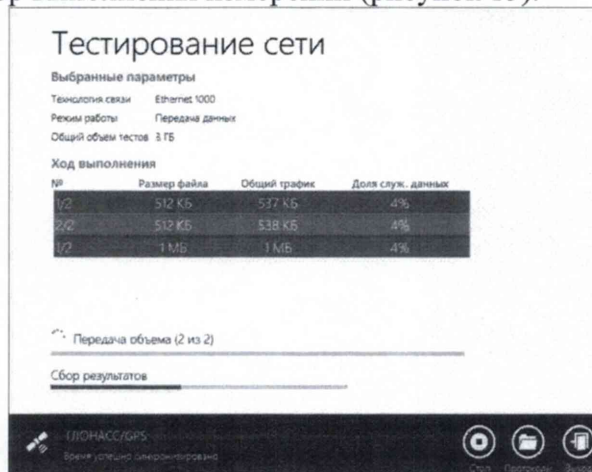 выполнения измерений (рисунок
Тестирование сети
Выбранные параметры
Технология связи Ethernet 1000
Режим работы Передача данных
Общий объем тестов 3 ГБ
Ход выполнения
№ Размер файла Общий трафик Доля служ. данных
1/2 512 КБ 537 КБ 4%
2/2 512 КБ 538 КБ 4%
1/2 1 МБ 1 МБ 4%
Передача объема (2 из 2)
Сбор результатов
ГЛОНАСС/GPS
Время успешно синхронизировано